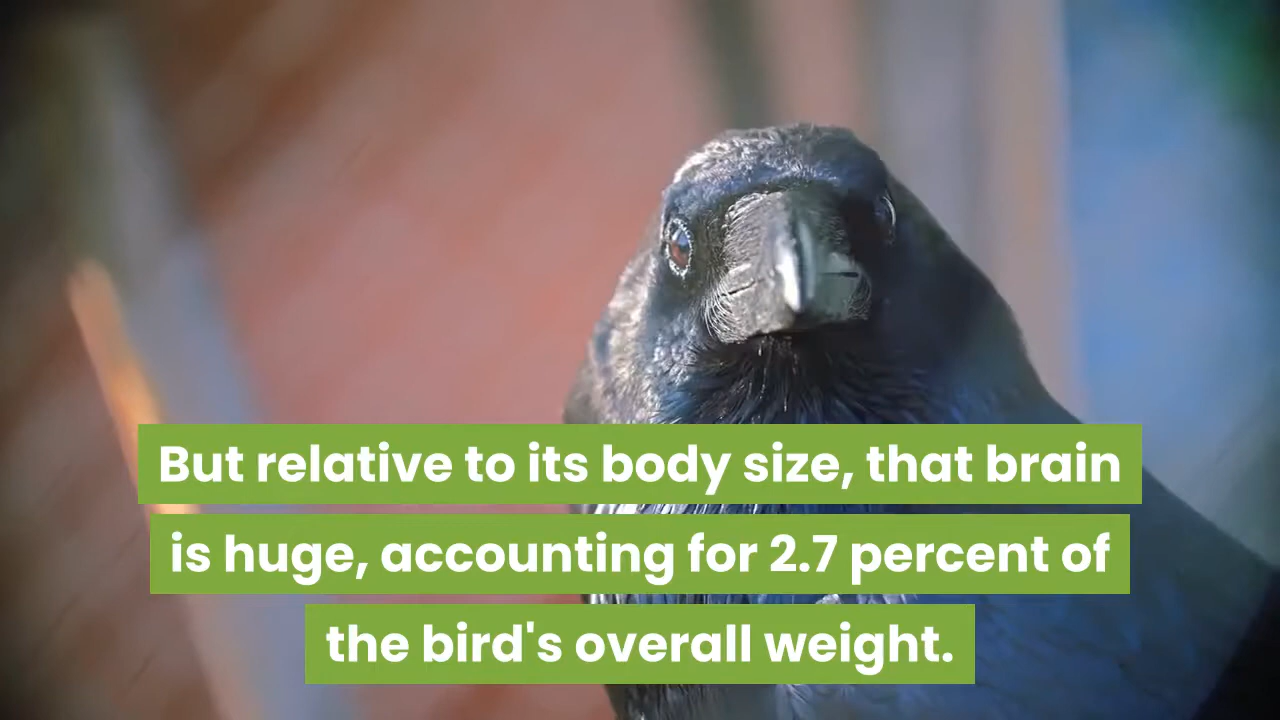 But relative to its body size, that brain
is huge, accounting for 2.7 percent of
the bird's overall weight.